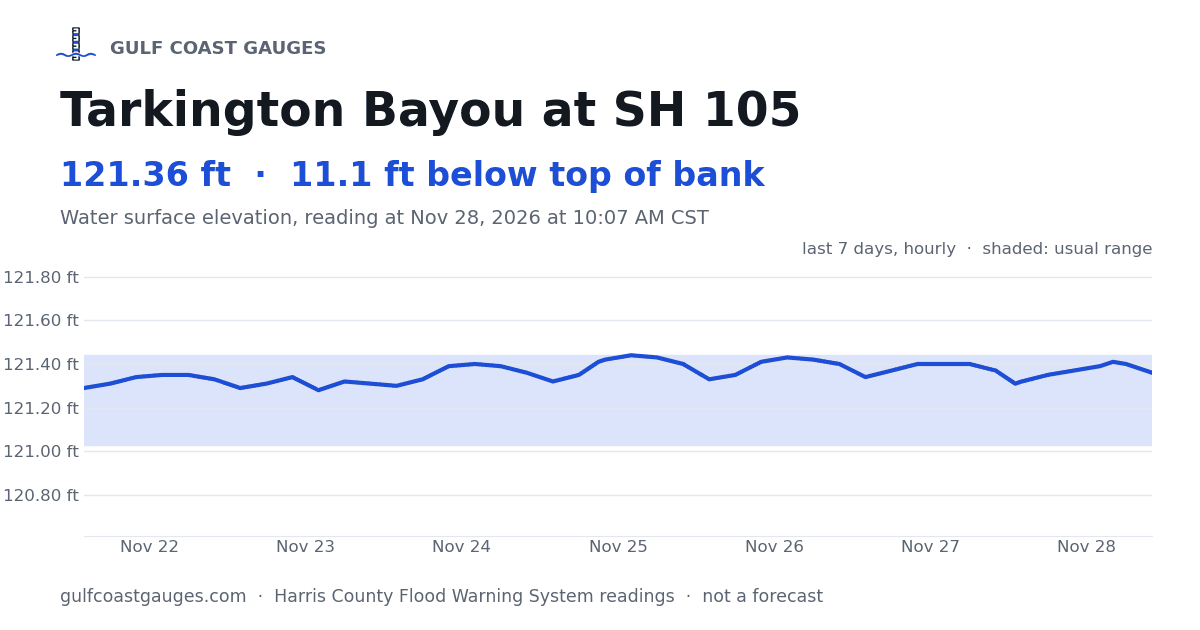 GULF COAST GAUGES
Tarkington Bayou at SH 105
121.36 ft · 11.1 ft below top of bank
Water surface elevation, reading at Nov 28, 2026 at 10:07 AM CST
last 7 days, hourly · shaded: usual range
121.80 ft
121.60 ft
121.40 ft
121.20 ft
121.00 ft
120.80 ft
Nov 22 Nov 23 Nov 24 Nov 25 Nov 26 Nov 27 Nov 28
gulfcoastgauges.com · Harris County Flood Warning System readings · not a forecast